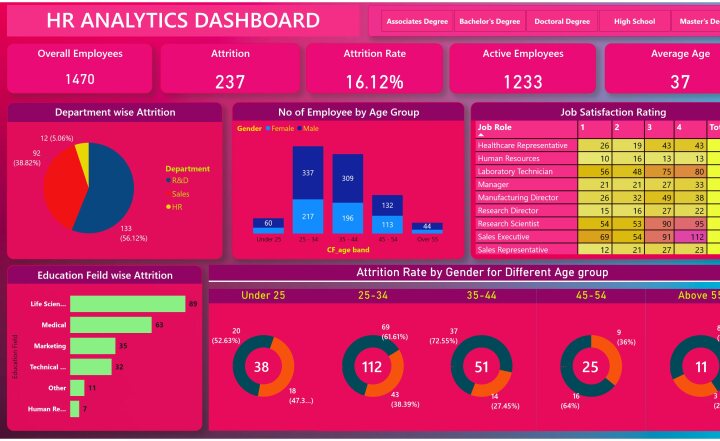 HR ANALYTICS DASHBOARD
Associates Degree
Bachelor's Degree
Doctoral Degree
High School
Master's De
Overall Employees
1470
Attrition
237
Attrition Rate
16.12%
Active Employees
1233
Average Age
37
Department wise Attrition
12 (5.06%)
92
(38.82%)
133
(56.12%)
Department
R&D
Sales
HR
No of Employee by Age Group
Gender Female Male
60
337
217
309
196
132
113
44
Under 25
25 - 34
35 - 44
45 - 54
Over 55
CF_age band
Job Satisfaction Rating
Job Role 1 2 3 4 Tot
Healthcare Representative 26 19 43 43
Human Resources 10 16 13 13
Laboratory Technician 56 48 75 80
Manager 21 21 27 33
Manufacturing Director 26 32 49 38
Research Director 15 16 27 22
Research Scientist 54 53 90 95
Sales Executive 69 54 91 112
Sales Representative 12 21 27 23
Education Feild wise Attrition
Education Field
Life Scien... 89
Medical 63
Marketing 35
Technical ... 32
Other 11
Human Re... 7
Attrition Rate by Gender for Different Age group
Under 25
25-34
35-44
45-54
Above 55
20
(52.63%)
38
18
(47.3...)
69
(61.61%)
112
43
(38.39%)
37
(72.55%)
51
14
(27.45%)
9
(36%)
25
16
(64%)
8
11
3